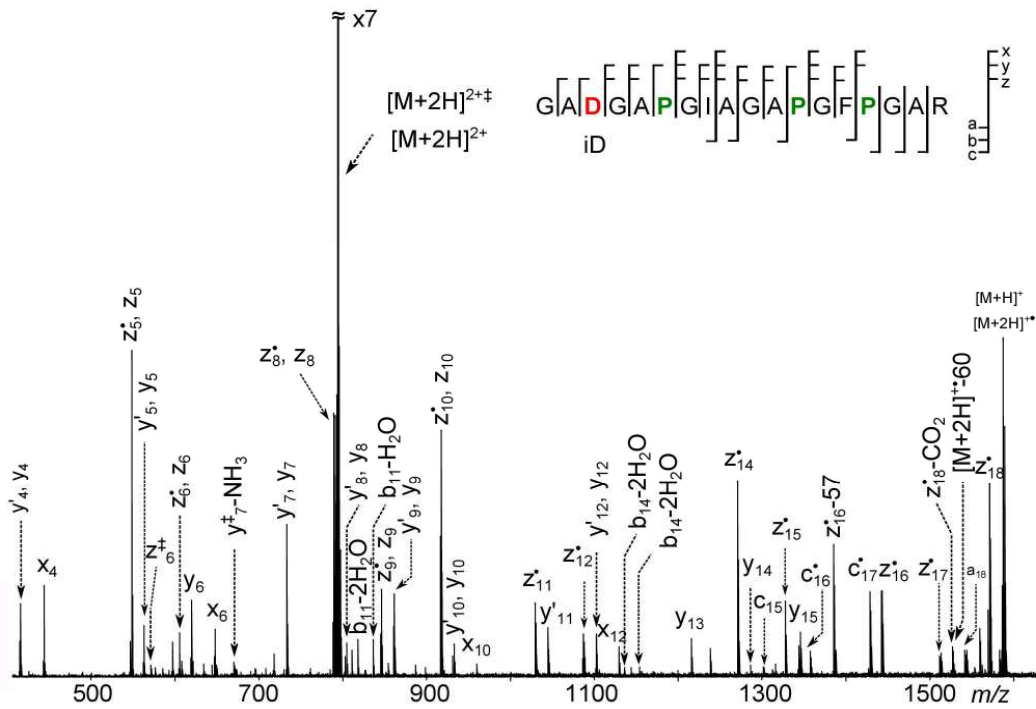 ≈ x7
[M+2H]²⁺‡
[M+2H]²⁺
x
y
z
GADGAPGIAGAPGFPGAR
iD
a
b
c
y'₄, y₄
x₄
z•₅, z₅
y'₅, y₅
z‡₆
z•₆, z₆
y₆
x₆
y‡₇-NH₃
y'₇, y₇
z•₈, z₈
y'₈, y₈
b₁₁-2H₂O
b₁₁-H₂O
z•₉, z₉
y'₉, y₉
z•₁₀, z₁₀
y'₁₀, y₁₀
x₁₀
z•₁₁
y'₁₁
z•₁₂
y'₁₂, y₁₂
x₁₂
b₁₄-2H₂O
b₁₄-2H₂O
y₁₃
z•₁₄
y₁₄
c₁₅
z•₁₅
y₁₅
c•₁₆
z•₁₆-57
c•₁₇
z•₁₆
z•₁₇
z•₁₈-CO₂
[M+2H]⁺•-60
a₁₈
z•₁₈
[M+H]⁺
[M+2H]⁺•
500 700 900 1100 1300 1500 m/z